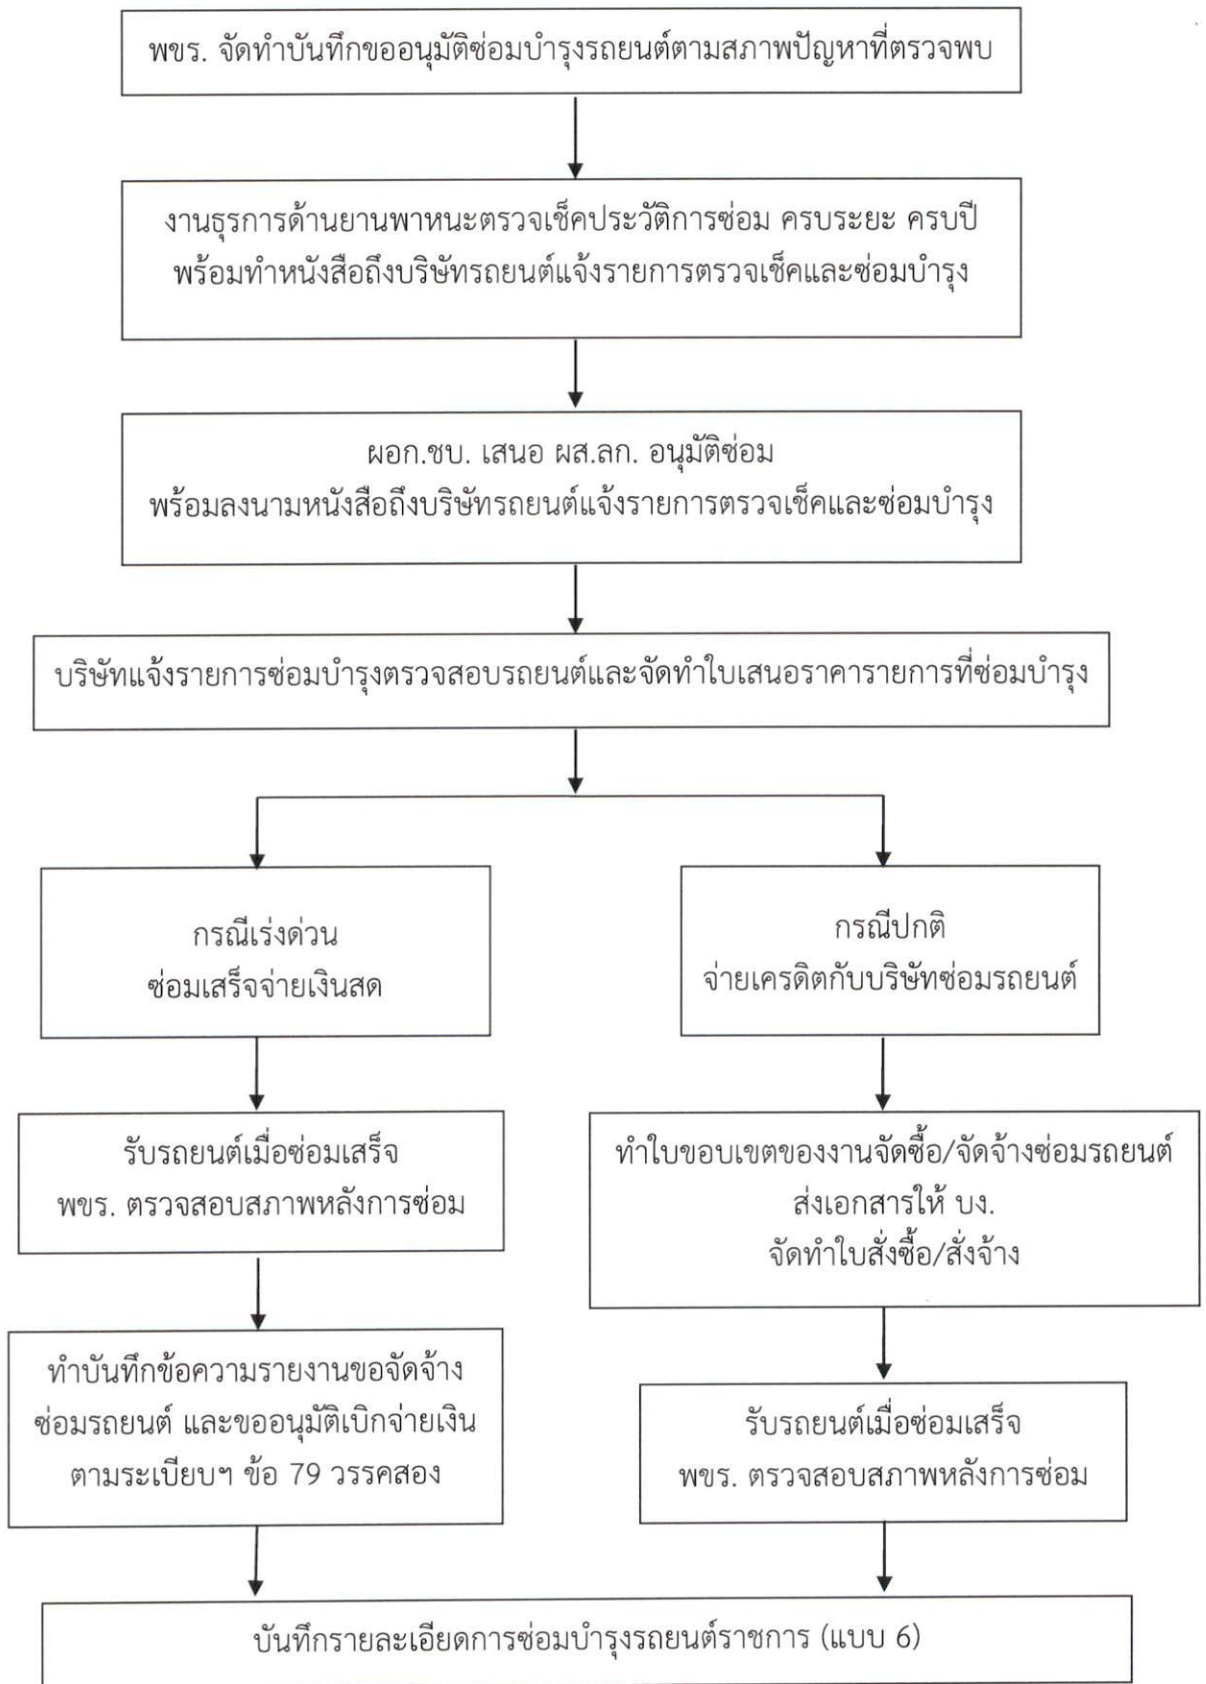 พขร. จัดทำบันทึกขออนุมัติซ่อมบำรุงรถยนต์ตามสภาพปัญหาที่ตรวจพบ
งานธุรการด้านยานพาหนะตรวจเช็คประวัติการซ่อม ครบระยะ ครบปี
พร้อมทำหนังสือถึงบริษัทรถยนต์แจ้งรายการตรวจเช็คและซ่อมบำรุง
ผอก.ชบ. เสนอ ผส.ลก. อนุมัติซ่อม
พร้อมลงนามหนังสือถึงบริษัทรถยนต์แจ้งรายการตรวจเช็คและซ่อมบำรุง
บริษัทแจ้งรายการซ่อมบำรุงตรวจสอบรถยนต์และจัดทำใบเสนอราคารายการที่ซ่อมบำรุง
กรณีเร่งด่วน
ซ่อมเสร็จจ่ายเงินสด
รับรถยนต์เมื่อซ่อมเสร็จ
พขร. ตรวจสอบสภาพหลังการซ่อม
ทำบันทึกข้อความรายงานขอจัดจ้าง
ซ่อมรถยนต์ และขออนุมัติเบิกจ่ายเงิน
ตามระเบียบฯ ข้อ 79 วรรคสอง
กรณีปกติ
จ่ายเครดิตกับบริษัทซ่อมรถยนต์
ทำใบขอบเขตของงานจัดซื้อ/จัดจ้างซ่อมรถยนต์
ส่งเอกสารให้ บง.
จัดทำใบสั่งซื้อ/สั่งจ้าง
รับรถยนต์เมื่อซ่อมเสร็จ
พขร. ตรวจสอบสภาพหลังการซ่อม
บันทึกรายละเอียดการซ่อมบำรุงรถยนต์ราชการ (แบบ 6)